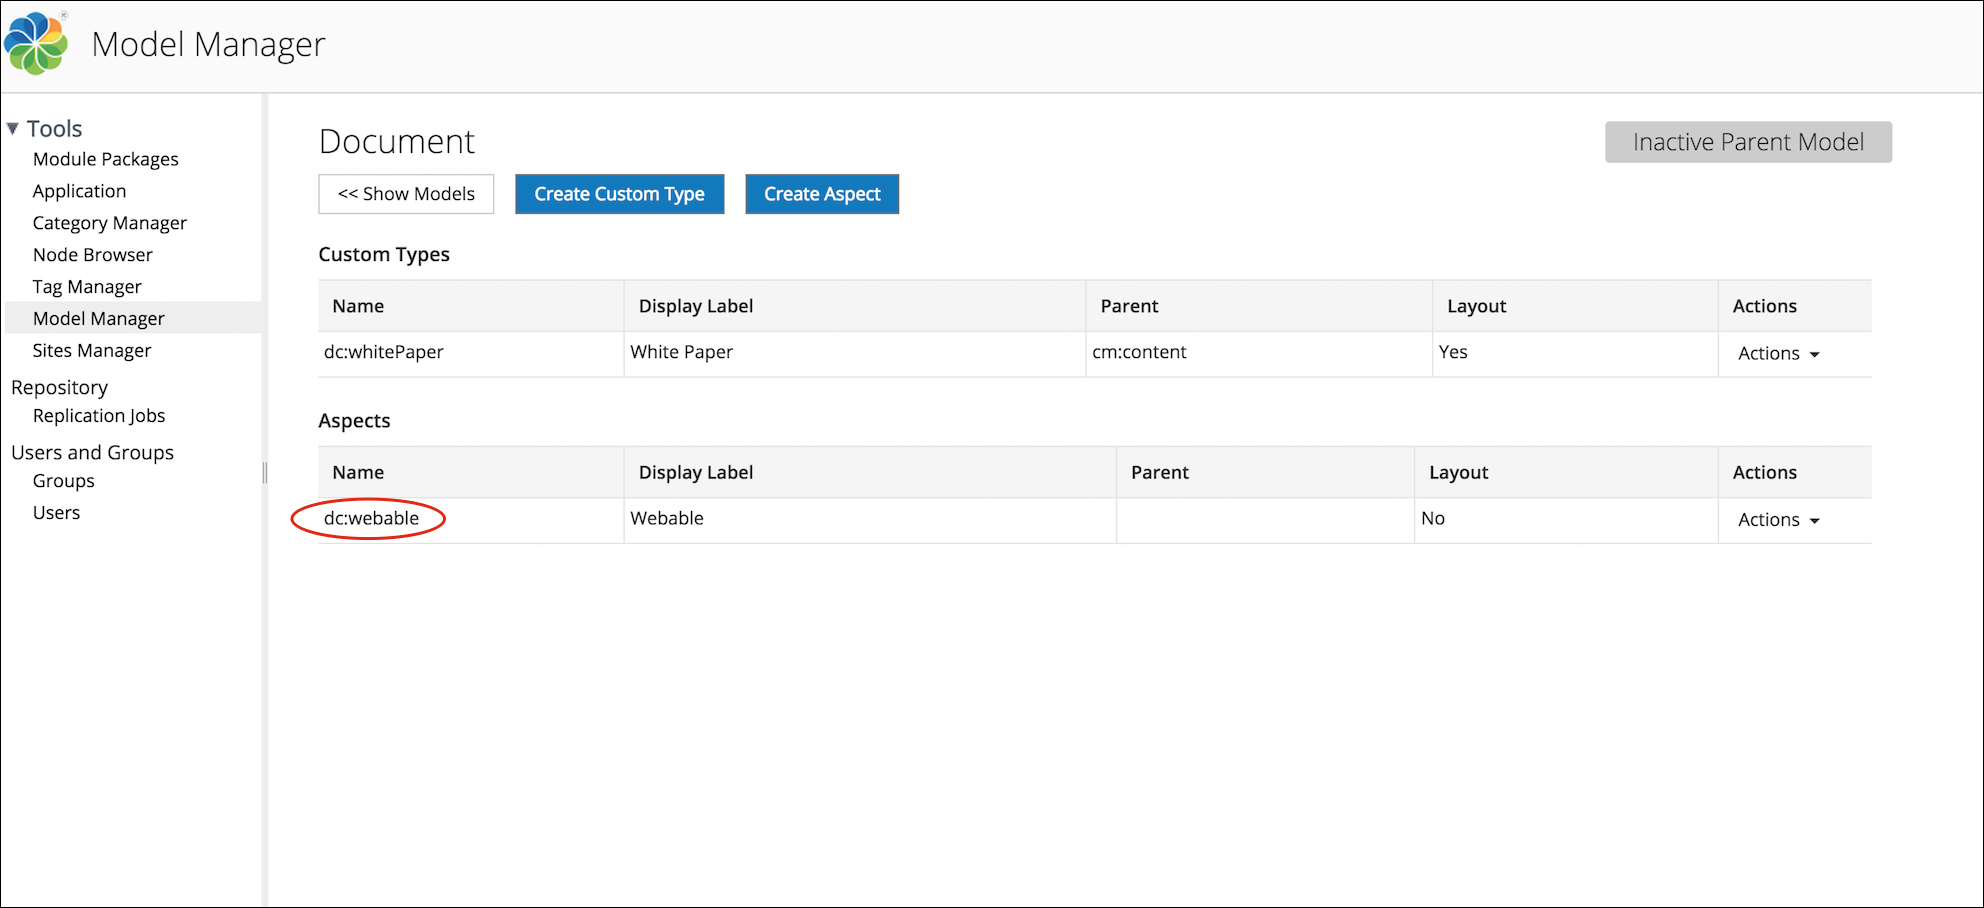 Model Manager
Tools
Module Packages
Application
Category Manager
Node Browser
Tag Manager
Model Manager
Sites Manager
Repository
Replication Jobs
Users and Groups
Groups
Users
Document
Inactive Parent Model
<< Show Models Create Custom Type Create Aspect
Custom Types
Name Display Label Parent Layout Actions
dc:whitePaper White Paper cm:content Yes Actions
Aspects
Name Display Label Parent Layout Actions
dc:webable Webable No Actions